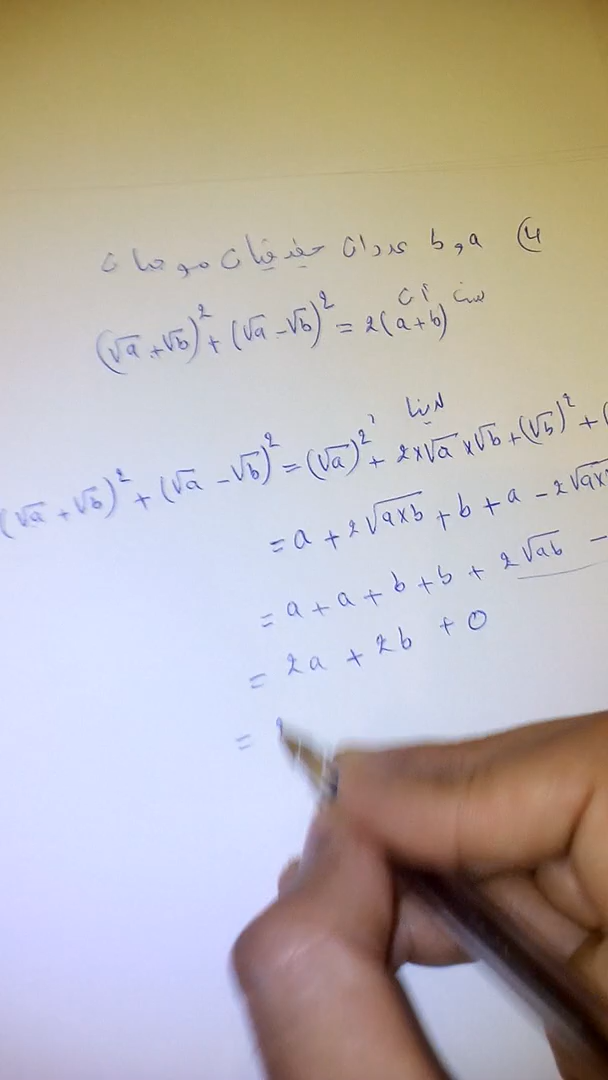 4) a و b عددان حقيقيان موجبان
بين أن
(√a + √b)² + (√a - √b)² = 2(a+b)
لدينا
(√a + √b)² + (√a - √b)² = (√a)² + 2×√a×√b + (√b)² + (
= a + 2√a×b + b + a - 2√a×b
= a + a + b + b + 2√ab -
= 2a + 2b + 0
=